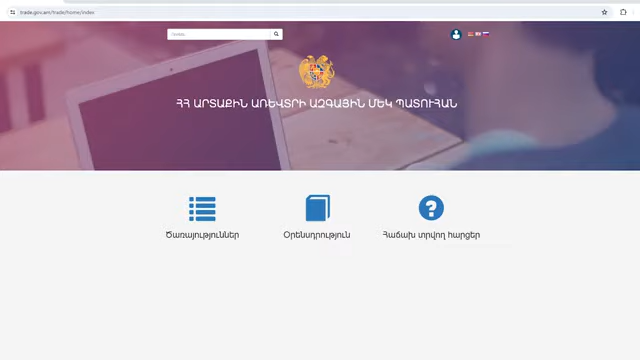 trade.gov.am/trade/home/index
ՀՀ ԱՐՏԱՔԻՆ ԱՌԵՎՏՐԻ ԱԶԳԱՅԻՆ ՄԵԿ ՊԱՏՈՒՀԱՆ
Ծառայություններ
Օրենսդրություն
Հաճախ տրվող հարցեր